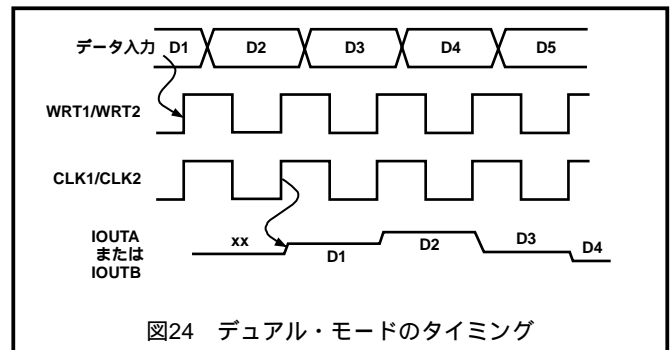 データ入力 D1 D2 D3 D4 D5
WRT1/WRT2
CLK1/CLK2
IOUTA
または
IOUTB
xx D1 D2 D3 D4
図24 デュアル・モードのタイミング